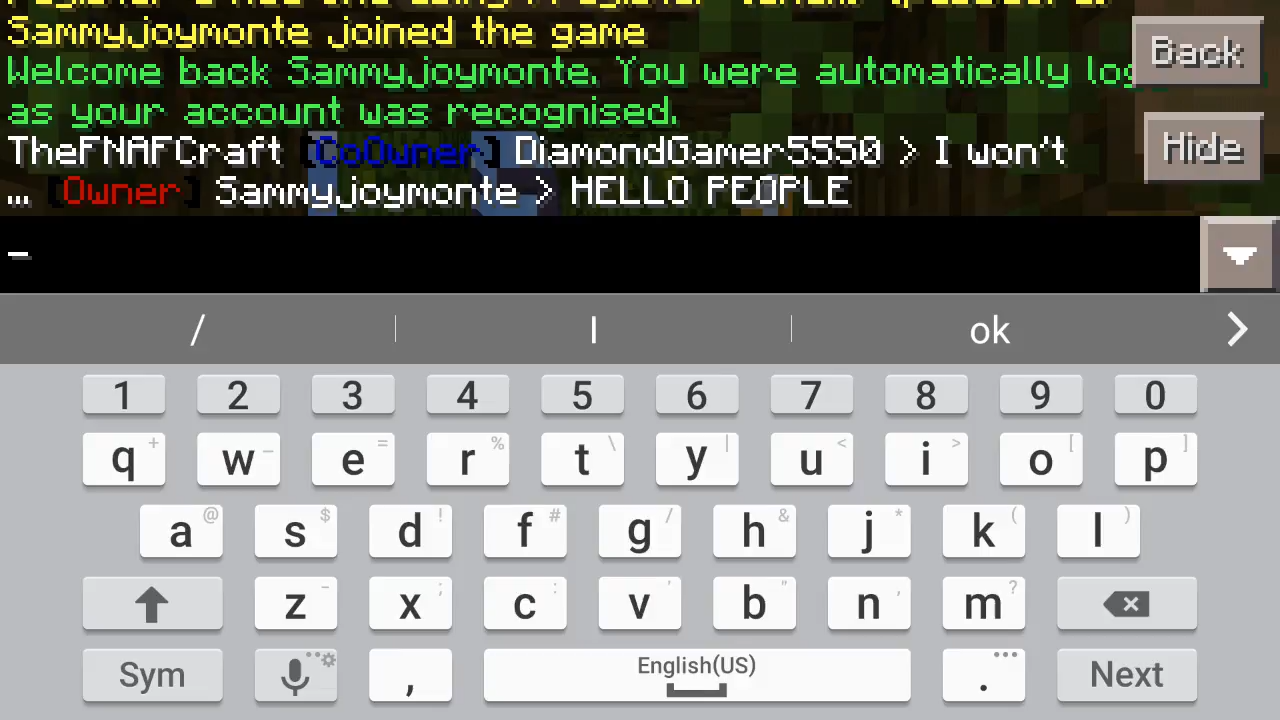 Sammyjoymonte joined the game
Welcome back Sammyjoymonte. You were automatically
as your account was recognised.
TheFNAFCraft [CoOwner] DiamondGamer5550 > I won't
... [Owner] Sammyjoymonte > HELLO PEOPLE
Back
Hide
_
/ I ok
1 2 3 4 5 6 7 8 9 0
q + w e = r % t \ y | u < i > o [ p ]
a @ s $ d ! f # g / h & j * k ( l )
z x ; c : v ' b " n , m ?
Sym , English(US) . Next